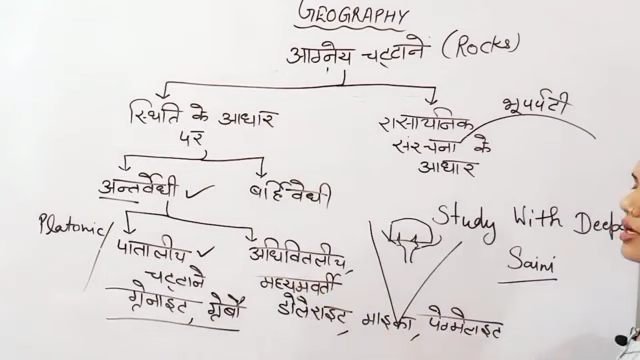 GEOGRAPHY
आग्नेय चट्टाने (Rocks)
स्थिति के आधार
पर
रासायनिक
संरचना के
आधार
भूपर्पटी
अन्तर्वेधी ✓
बर्हिवेधी
Platonic
पातालीय ✓
चट्टाने
ग्रेनाइट, ग्रेबौ
अधिवितलीय,
मध्यमवर्ती
डोलैराइट, माइका, पेग्मेलाइट
Study With Deepa
Saini